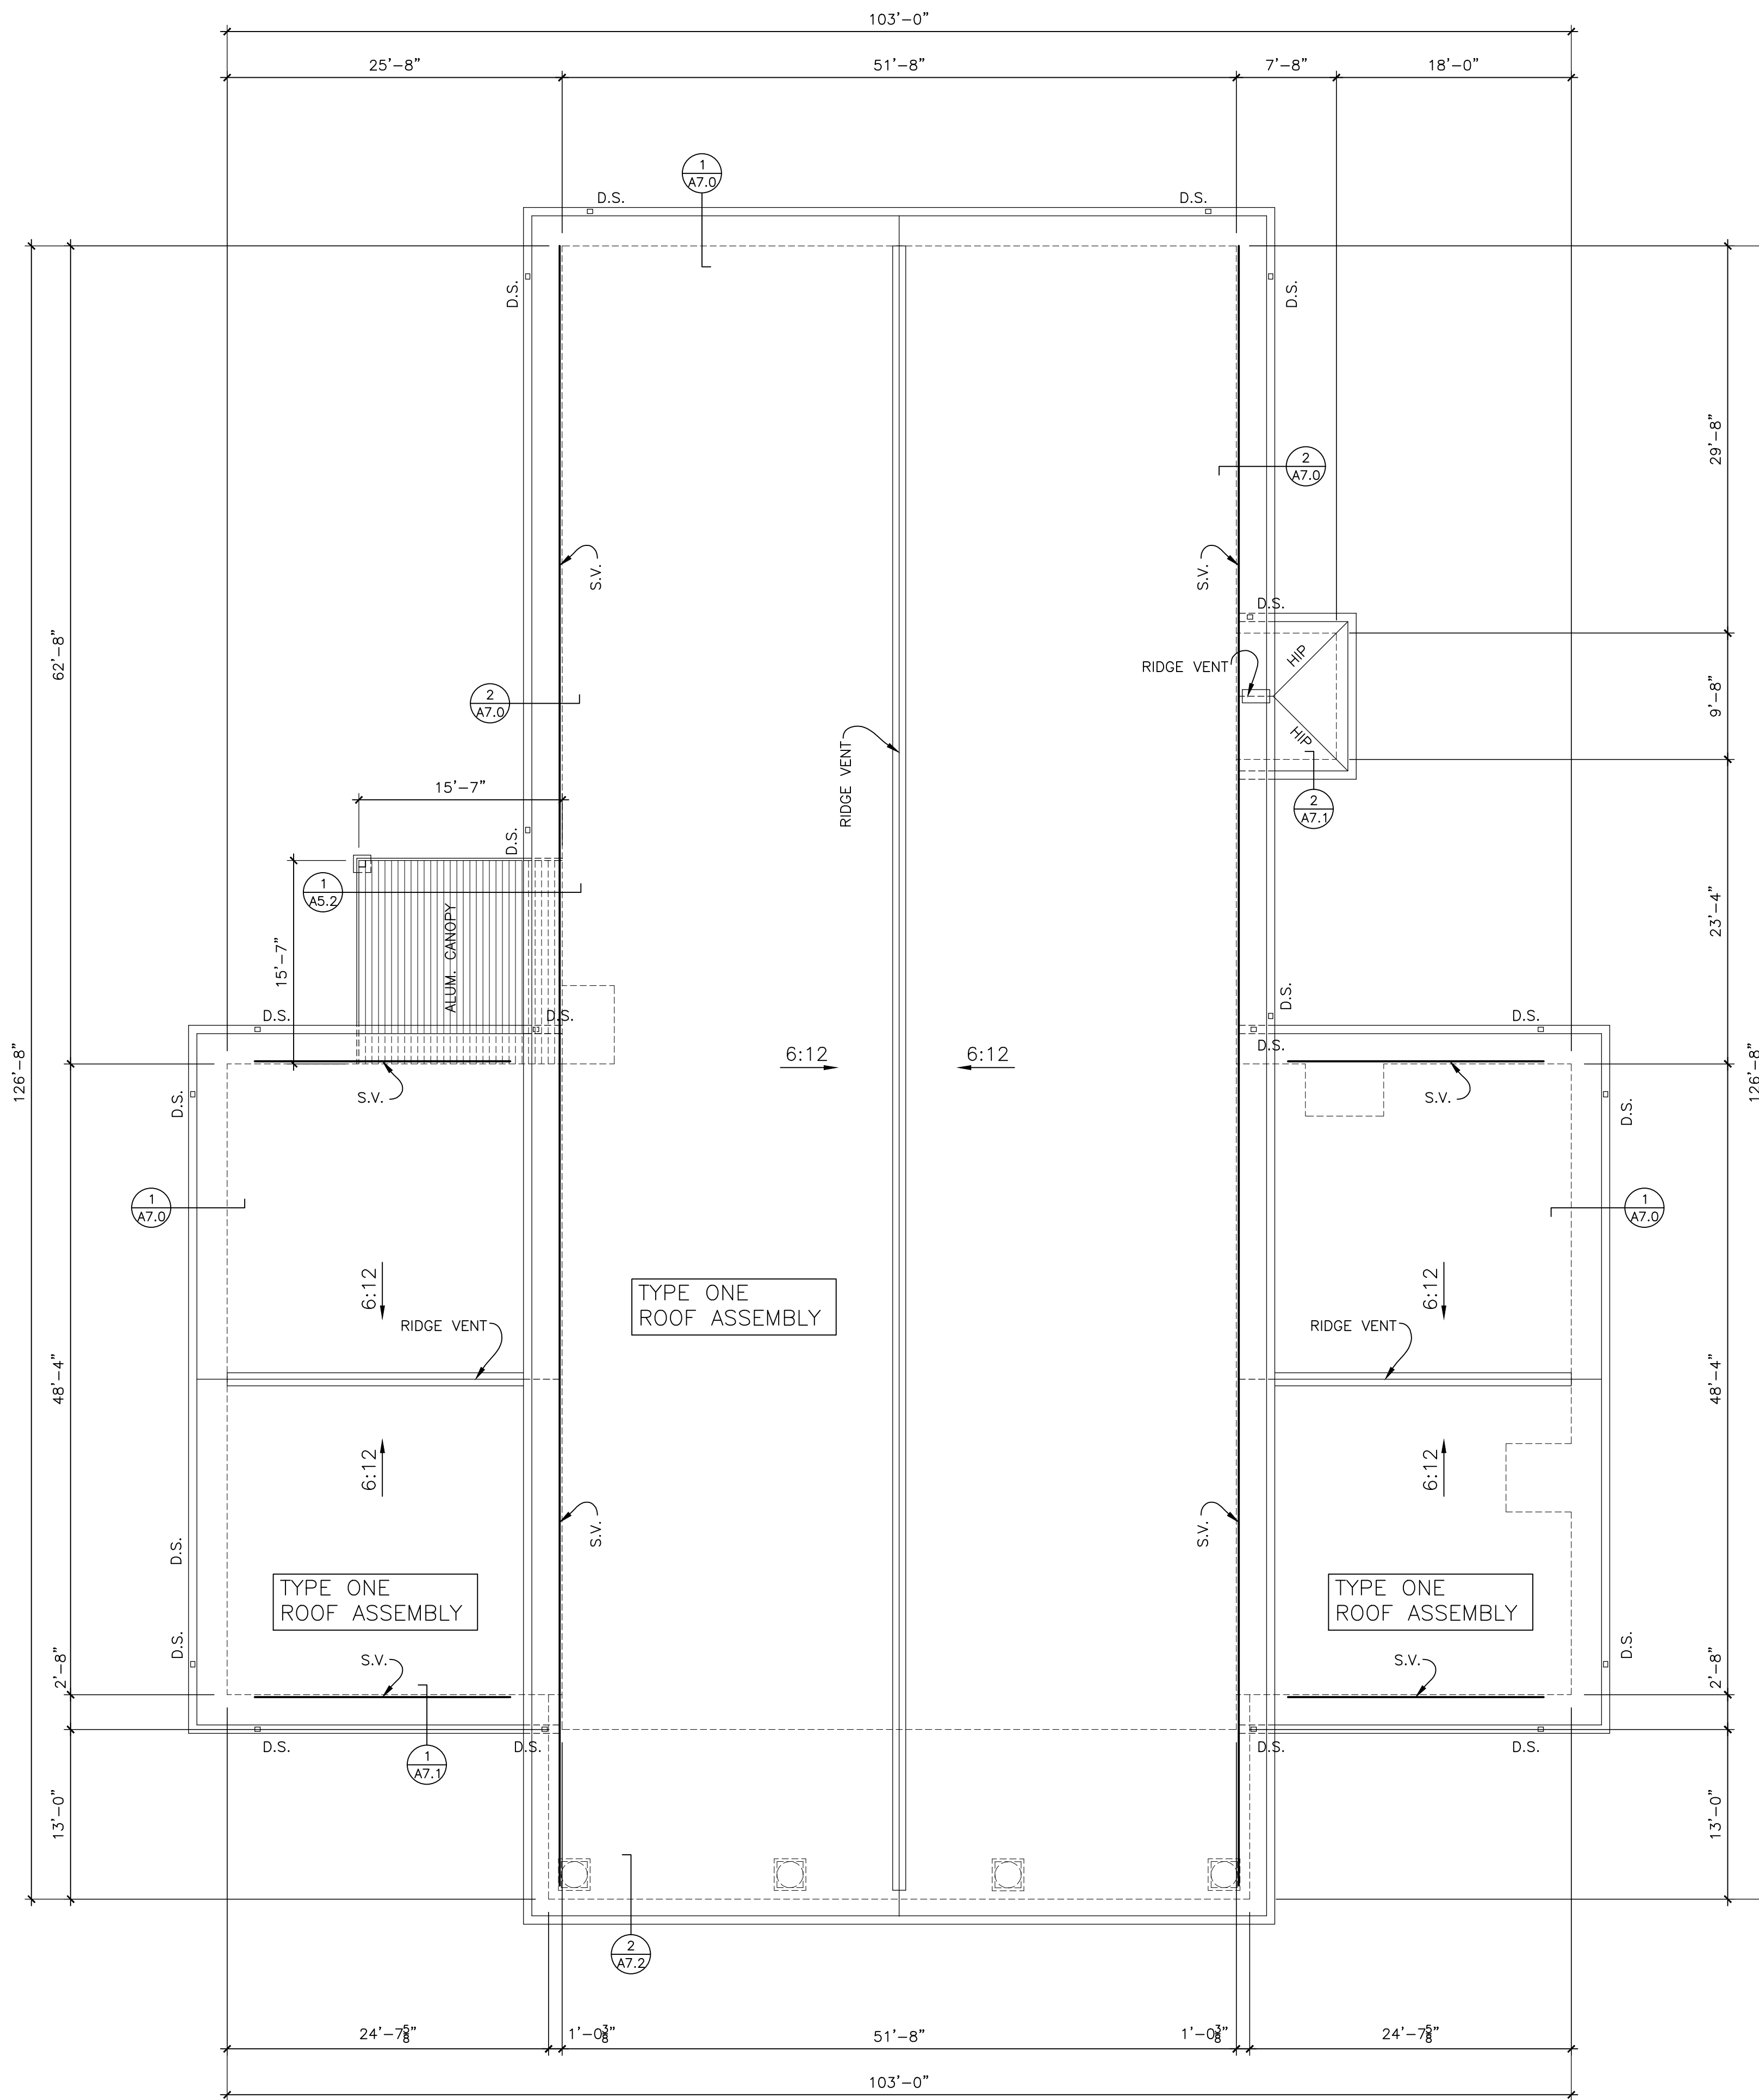 103'-0"
25'-8"
51'-8"
7'-8"
18'-0"
1
A7.0
D.S.
D.S.
D.S.
D.S.
29'-8"
2
A7.0
S.V.
S.V.
D.S.
62'-8"
RIDGE VENT
HIP
2
A7.0
9'-8"
HIP
RIDGE VENT
15'-7"
2
A7.1
D.S.
1
A5.2
ALUM. CANOPY
23'-4"
15'-7"
D.S.
D.S.
D.S.
D.S.
D.S.
6:12
6:12
126'-8"
126'-8"
S.V.
S.V.
D.S.
D.S.
1
A7.0
1
A7.0
6:12
6:12
TYPE ONE
ROOF ASSEMBLY
RIDGE VENT
RIDGE VENT
48'-4"
48'-4"
6:12
6:12
S.V.
S.V.
D.S.
TYPE ONE
ROOF ASSEMBLY
TYPE ONE
ROOF ASSEMBLY
D.S.
D.S.
2'-8"
S.V.
S.V.
2'-8"
D.S.
D.S.
D.S.
D.S.
1
A7.1
13'-0"
13'-0"
2
A7.2
24'-7⅝"
1'-0⅜"
51'-8"
1'-0⅜"
24'-7⅝"
103'-0"